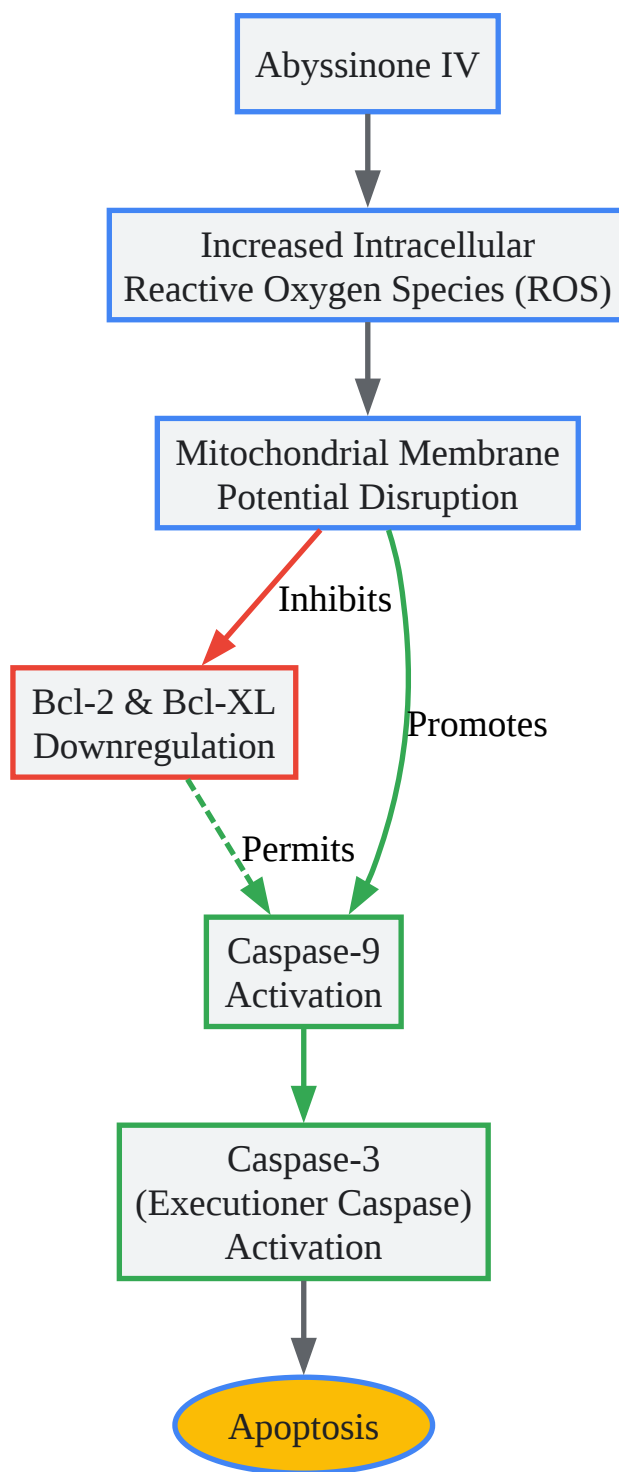 Abyssinone IV
Increased Intracellular
Reactive Oxygen Species (ROS)
Mitochondrial Membrane
Potential Disruption
Inhibits
Bcl-2 & Bcl-XL
Downregulation
Promotes
Permits
Caspase-9
Activation
Caspase-3
(Executioner Caspase)
Activation
Apoptosis